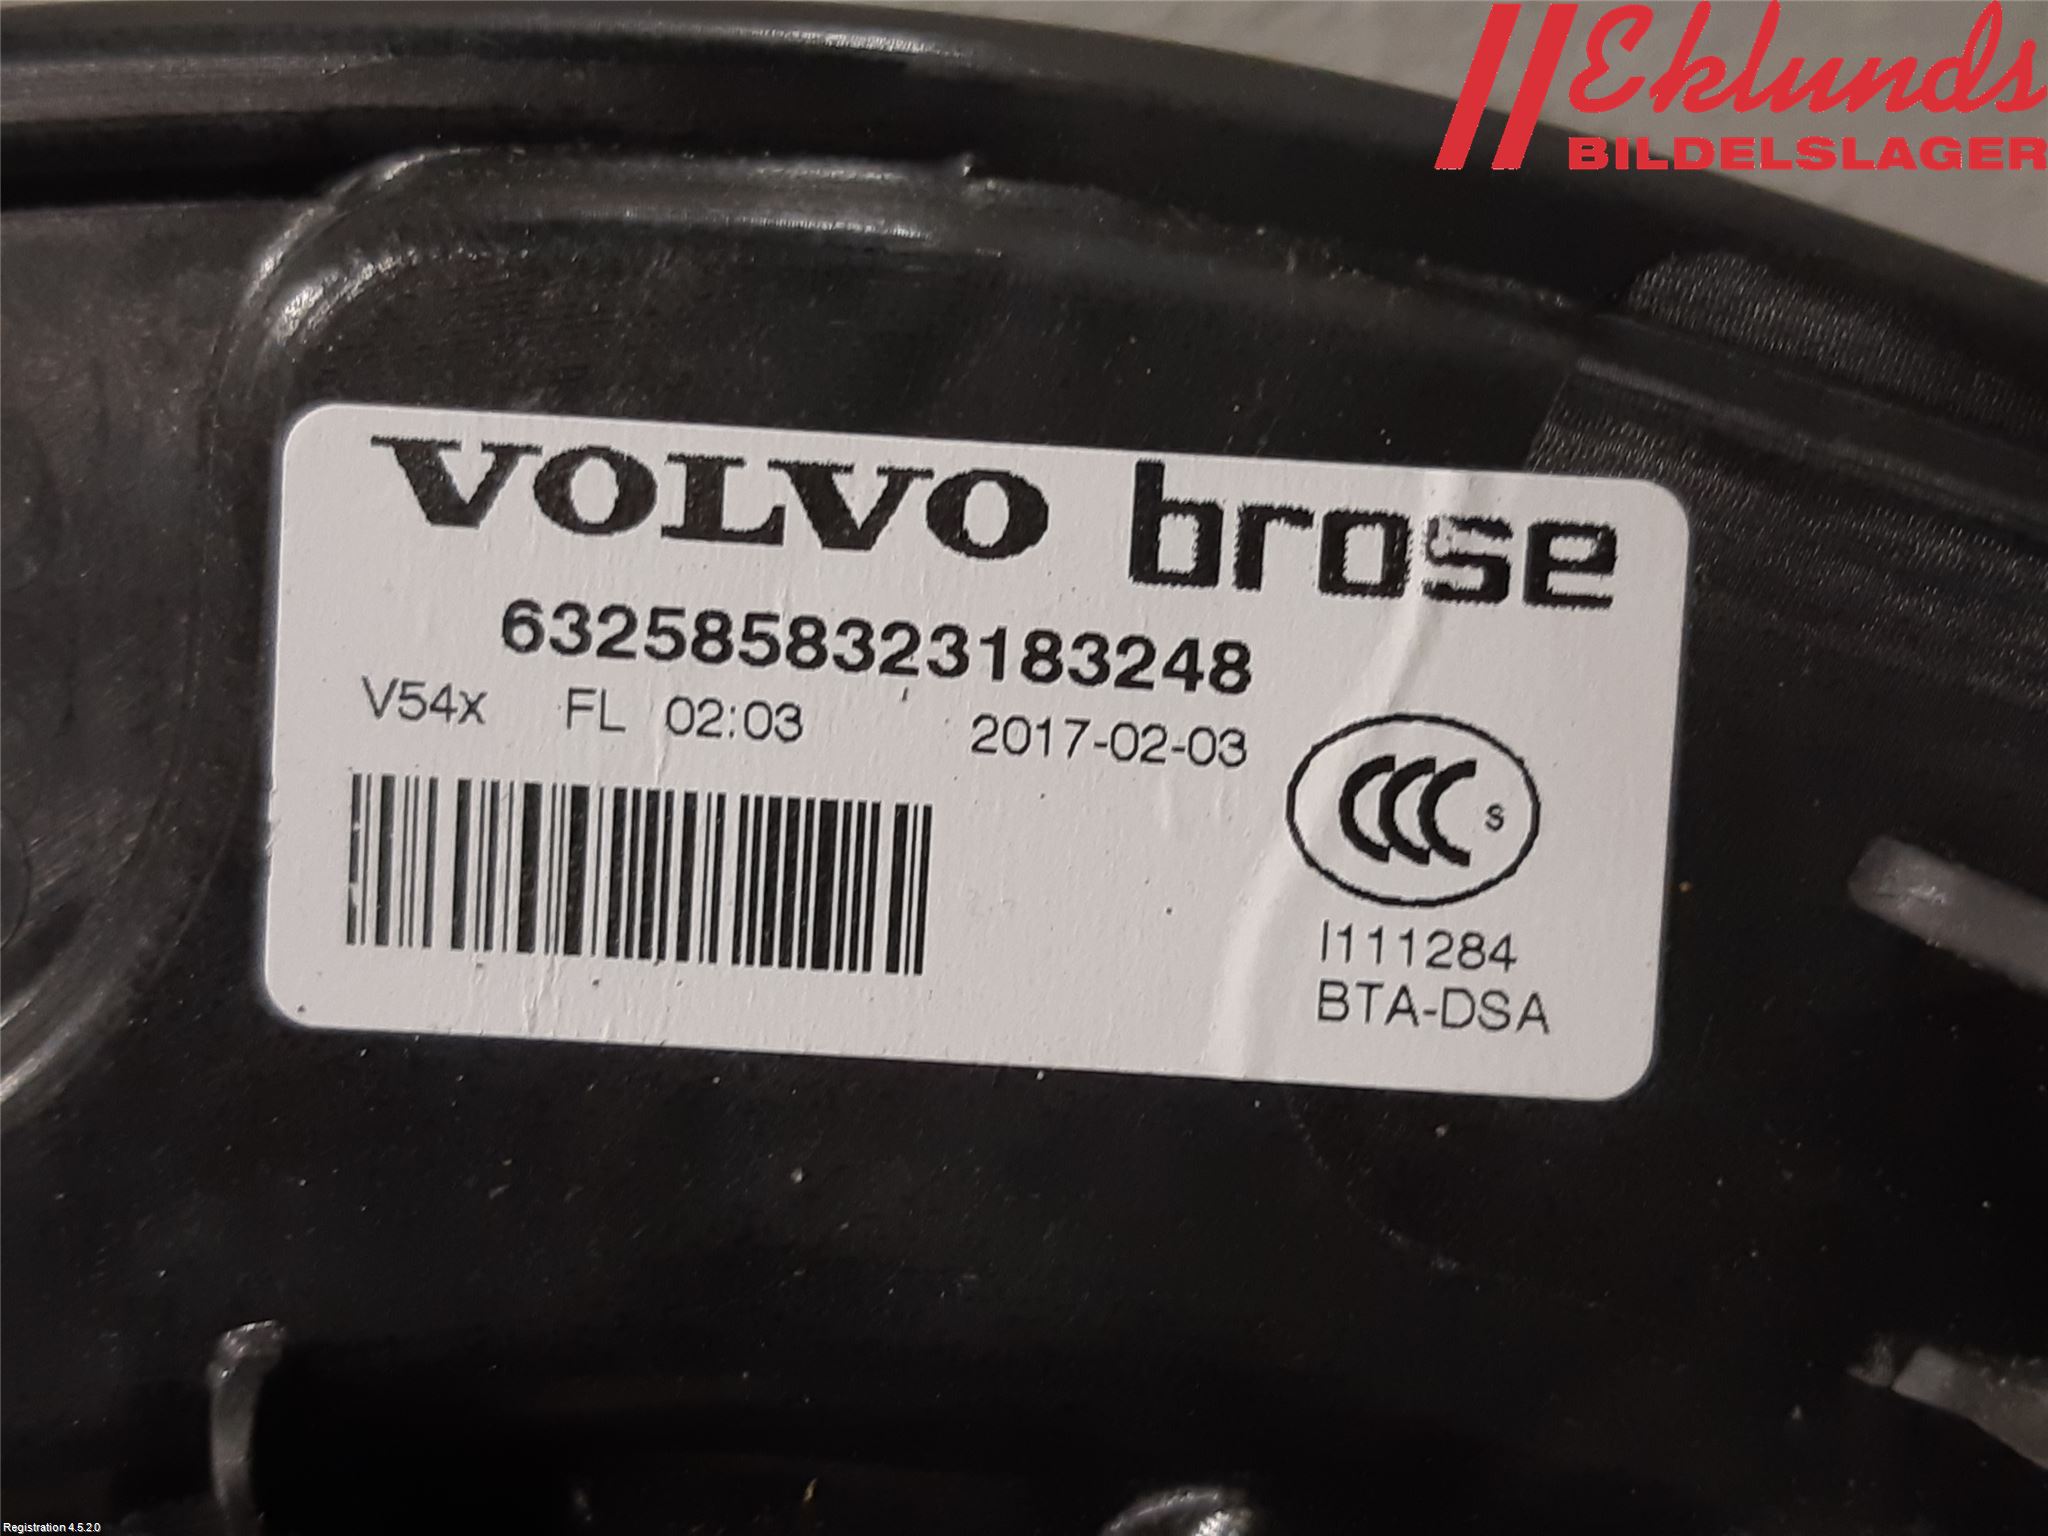 Eklunds
BILDELSLAGER
VOLVO brose
6325858323183248
V54x FL 02:03 2017-02-03
CCC S
I111284
BTA-DSA
Registration 4.5.2.0